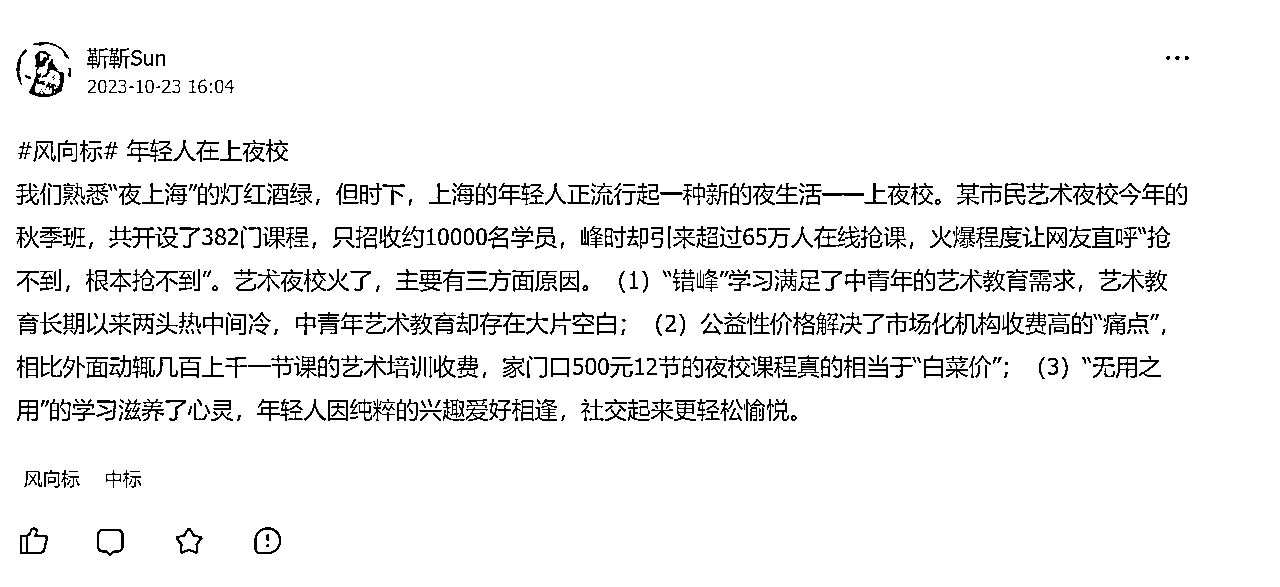 靳靳Sun
2023-10-23 16:04
#风向标# 年轻人在上夜校
我们熟悉“夜上海”的灯红酒绿，但时下，上海的年轻人正流行起一种新的夜生活——上夜校。某市民艺术夜校今年的
秋季班，共开设了382门课程，只招收约10000名学员，峰时却引来超过65万人在线抢课，火爆程度让网友直呼“抢
不到，根本抢不到”。艺术夜校火了，主要有三方面原因。（1）“错峰”学习满足了中青年的艺术教育需求，艺术教
育长期以来两头热中间冷，中青年艺术教育却存在大片空白；（2）公益性价格解决了市场化机构收费高的“痛点”，
相比外面动辄几百上千一节课的艺术培训收费，家门口500元12节的夜校课程真的相当于“白菜价”；（3）“无用之
用”的学习滋养了心灵，年轻人因纯粹的兴趣爱好相逢，社交起来更轻松愉悦。
风向标 中标